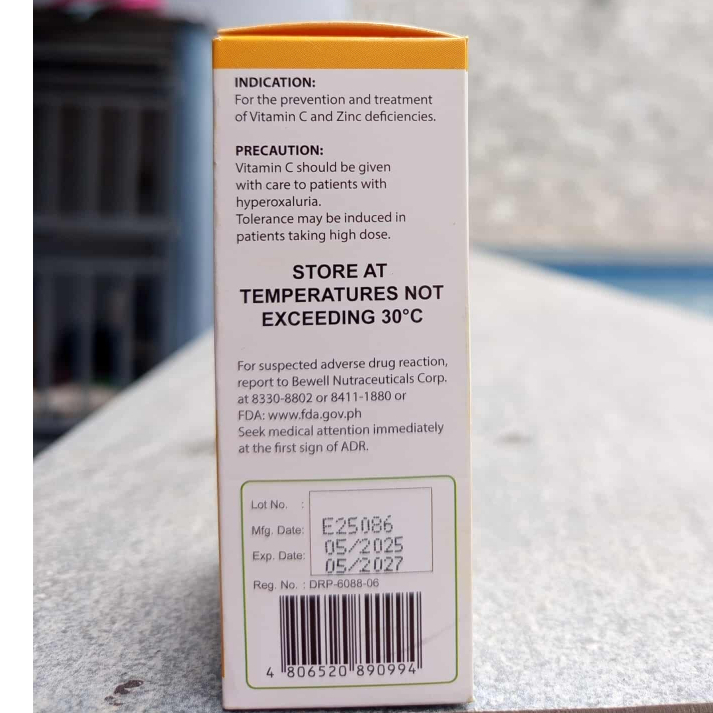 INDICATION:
For the prevention and treatment
of Vitamin C and Zinc deficiencies.
PRECAUTION:
Vitamin C should be given
with care to patients with
hyperoxaluria.
Tolerance may be induced in
patients taking high dose.
STORE AT
TEMPERATURES NOT
EXCEEDING 30°C
For suspected adverse drug reaction,
report to Bewell Nutraceuticals Corp.
at 8330-8802 or 8411-1880 or
FDA: www.fda.gov.ph
Seek medical attention immediately
at the first sign of ADR.
Lot No. : E25086
Mfg. Date: 05/2025
Exp. Date: 05/2027
Reg. No. : DRP-6088-06
4 806520 890994